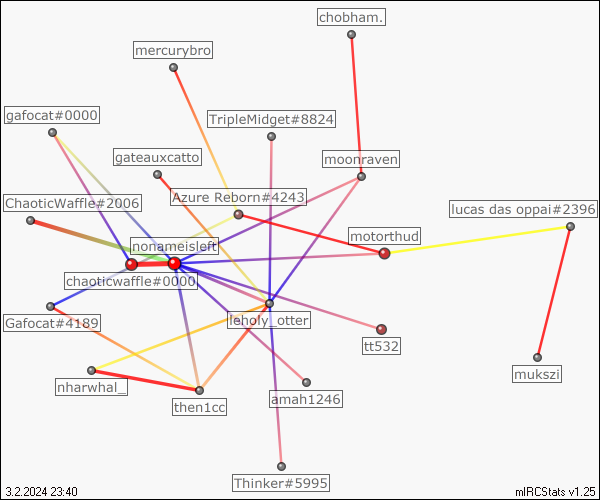 chobham.
mercurybro
gafocat#0000
TripleMidget#8824
gateauxcatto
moonraven
ChaoticWaffle#2006
Azure Reborn#4243
lucas das oppai#2396
motorthud
nonameisleft
chaoticwaffle#0000
Gafocat#4189
leholy_otter
tt532
nharwhal_
mukszi
then1cc
amah1246
Thinker#5995
3.2.2024 23:40
mIRCStats v1.25